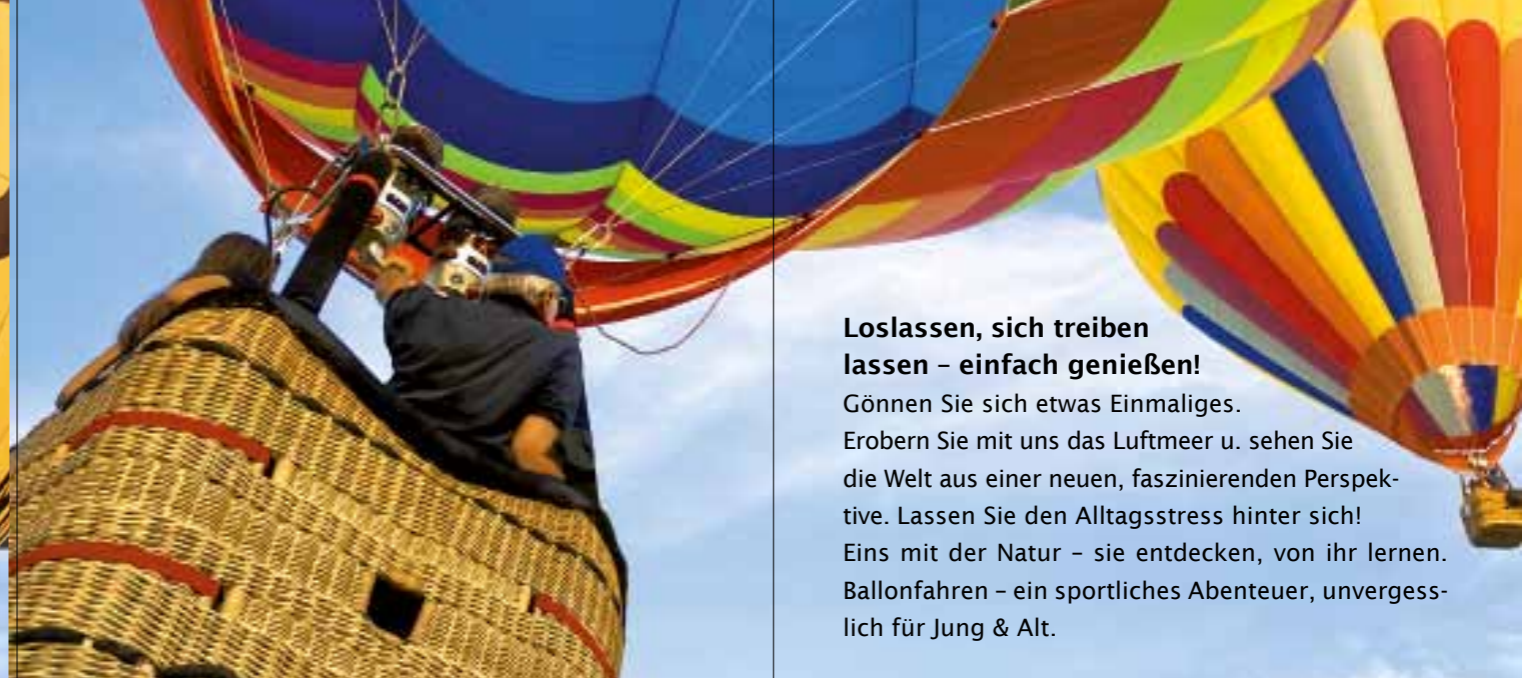 Loslassen, sich treiben
lassen – einfach genießen!
Gönnen Sie sich etwas Einmaliges.
Erobern Sie mit uns das Luftmeer u. sehen Sie
die Welt aus einer neuen, faszinierenden Perspek-
tive. Lassen Sie den Alltagsstress hinter sich!
Eins mit der Natur – sie entdecken, von ihr lernen.
Ballonfahren – ein sportliches Abenteuer, unvergess-
lich für Jung & Alt.